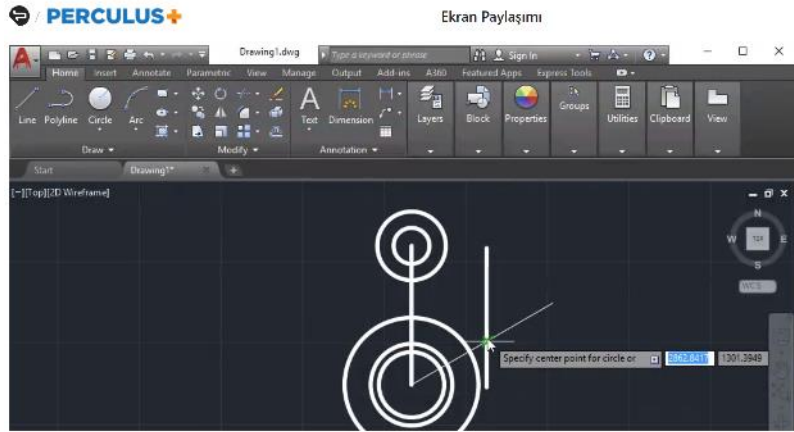 PERCULUS+
Ekran Paylaşımı
Drawing1.dwg
Type a keyword or phrase
Sign In
Home Insert Annotate Parametric View Manage Output Add-ins A360 Featured Apps Express Tools
Line Polyline Circle Arc Text Dimension Layers Block Properties Groups Utilities Clipboard View
Draw Modify Annotation
Start Drawing1*
[−][Top][2D Wireframe]
N
W TOP E
S
WCS
Specify center point for circle or 2862.8417 1301.3949